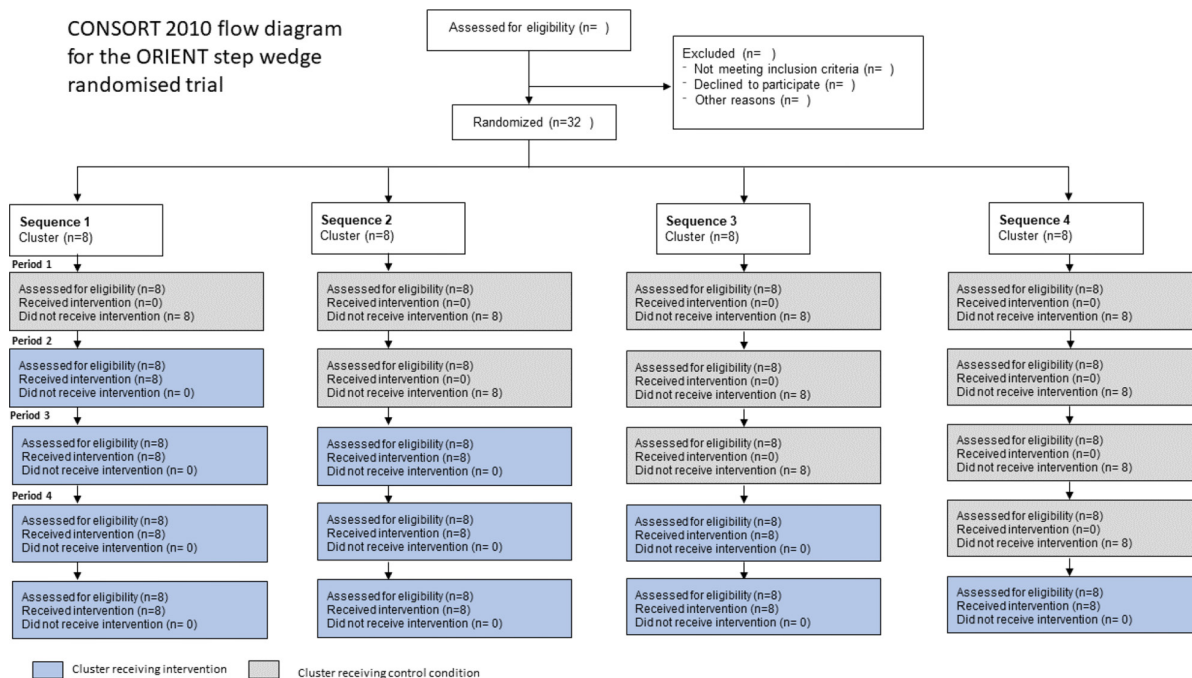 CONSORT 2010 flow diagram
for the ORIENT step wedge
randomised trial
Assessed for eligibility (n= )
Excluded (n= )
- Not meeting inclusion criteria (n= )
- Declined to participate (n= )
- Other reasons (n= )
Randomized (n=32 )
Sequence 1
Cluster (n=8)
Sequence 2
Cluster (n=8)
Sequence 3
Cluster (n=8)
Sequence 4
Cluster (n=8)
Period 1
Assessed for eligibility (n=8)
Received intervention (n=0)
Did not receive intervention (n= 8)
Assessed for eligibility (n=8)
Received intervention (n=0)
Did not receive intervention (n= 8)
Assessed for eligibility (n=8)
Received intervention (n=0)
Did not receive intervention (n= 8)
Assessed for eligibility (n=8)
Received intervention (n=0)
Did not receive intervention (n= 8)
Period 2
Assessed for eligibility (n=8)
Received intervention (n=8)
Did not receive intervention (n= 0)
Assessed for eligibility (n=8)
Received intervention (n=0)
Did not receive intervention (n= 8)
Assessed for eligibility (n=8)
Received intervention (n=0)
Did not receive intervention (n= 8)
Assessed for eligibility (n=8)
Received intervention (n=0)
Did not receive intervention (n= 8)
Period 3
Assessed for eligibility (n=8)
Received intervention (n=8)
Did not receive intervention (n= 0)
Assessed for eligibility (n=8)
Received intervention (n=8)
Did not receive intervention (n= 0)
Assessed for eligibility (n=8)
Received intervention (n=0)
Did not receive intervention (n= 8)
Assessed for eligibility (n=8)
Received intervention (n=0)
Did not receive intervention (n= 8)
Period 4
Assessed for eligibility (n=8)
Received intervention (n=8)
Did not receive intervention (n= 0)
Assessed for eligibility (n=8)
Received intervention (n=8)
Did not receive intervention (n= 0)
Assessed for eligibility (n=8)
Received intervention (n=8)
Did not receive intervention (n= 0)
Assessed for eligibility (n=8)
Received intervention (n=0)
Did not receive intervention (n= 8)
Assessed for eligibility (n=8)
Received intervention (n=8)
Did not receive intervention (n= 0)
Assessed for eligibility (n=8)
Received intervention (n=8)
Did not receive intervention (n= 0)
Assessed for eligibility (n=8)
Received intervention (n=8)
Did not receive intervention (n= 0)
Assessed for eligibility (n=8)
Received intervention (n=8)
Did not receive intervention (n= 0)
Cluster receiving intervention
Cluster receiving control condition